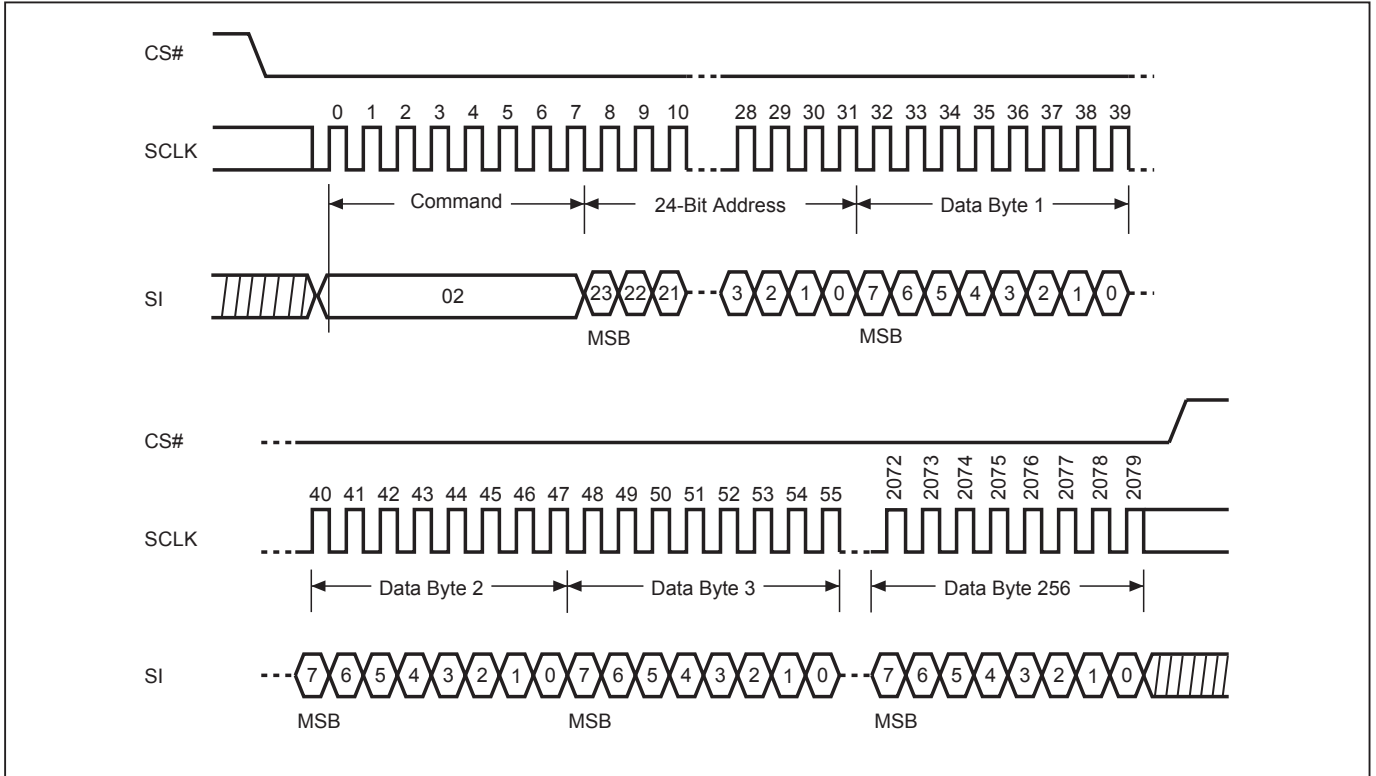 CS#
0 1 2 3 4 5 6 7 8 9 10 28 29 30 31 32 33 34 35 36 37 38 39
SCLK
Command 24-Bit Address Data Byte 1
SI 02 23 22 21 3 2 1 0 7 6 5 4 3 2 1 0
MSB MSB
CS#
40 41 42 43 44 45 46 47 48 49 50 51 52 53 54 55 2072 2073 2074 2075 2076 2077 2078 2079
SCLK
Data Byte 2 Data Byte 3 Data Byte 256
SI 7 6 5 4 3 2 1 0 7 6 5 4 3 2 1 0 7 6 5 4 3 2 1 0
MSB MSB MSB